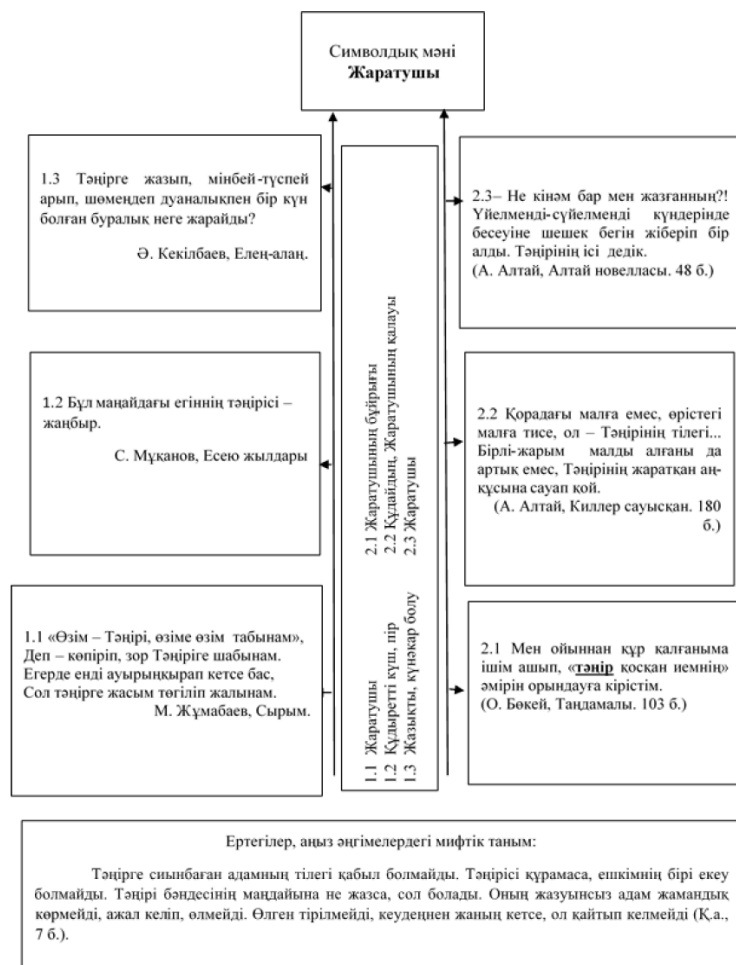 Символдық мәні
Жаратушы
1.3 Тәңірге жазып, мінбей-түспей
арып, шөмеңдеп дуаналықпен бір күн
болған буралық неге жарайды?
Ә. Кекілбаев, Елең-алаң.
1.2 Бұл маңайдағы егіннің тәңірісі –
жаңбыр.
С. Мұқанов, Есею жылдары
1.1 «Өзім – Тәңірі, өзіме өзім табынам»,
Деп – көпіріп, зор Тәңіріге шабынам.
Егерде енді ауырыңқырап кетсе бас,
Сол тәңірге жасым төгіліп жалынам.
М. Жұмабаев, Сырым.
2.1 Жаратушының бұйрығы
2.2 Құдайдың, Жаратушының қалауы
2.3 Жаратушы
1.1 Жаратушы
1.2 Құдыретті күш, пір
1.3 Жазықты, күнәкар болу
2.3– Не кінәм бар мен жазғанның?!
Үйелменді-сүйелменді күндерінде
бесеуіне шешек бегін жіберіп бір
алды. Тәңірінің ісі дедік.
(А. Алтай, Алтай новелласы. 48 б.)
2.2 Қорадағы малға емес, өрістегі
малға тисе, ол – Тәңірінің тілегі...
Бірлі-жарым малды алғаны да
артық емес, Тәңірінің жаратқан аң-
құсына сауап қой.
(А. Алтай, Киллер сауысқан. 180
б.)
2.1 Мен ойыннан құр қалғаныма
ішім ашып, «тәңір қосқан иемнің»
әмірін орындауға кірістім.
(О. Бөкей, Таңдамалы. 103 б.)
Ертегілер, аңыз әңгімелердегі мифтік таным:
Тәңірге сиынбаған адамның тілегі қабыл болмайды. Тәңірісі құрамаса, ешкімнің бірі екеу
болмайды. Тәңірі бәндесінің маңдайына не жазса, сол болады. Оның жазуынсыз адам жамандық
көрмейді, ажал келіп, өлмейді. Өлген тірілмейді, кеудеңнен жаның кетсе, ол қайтып келмейді (Қ.а.,
7 б.).